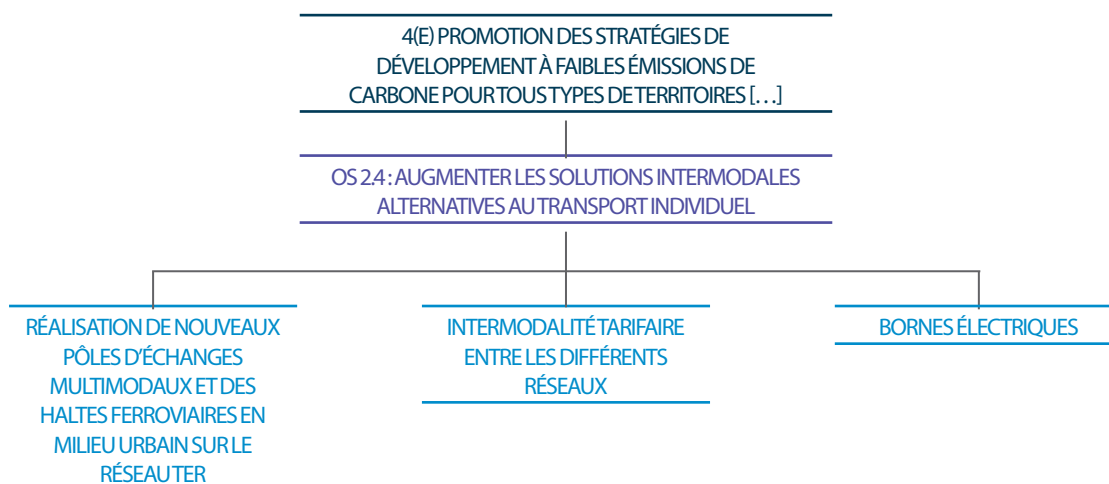 4(E) PROMOTION DES STRATÉGIES DE
DÉVELOPPEMENT À FAIBLES ÉMISSIONS DE
CARBONE POUR TOUS TYPES DE TERRITOIRES […]
OS 2.4 : AUGMENTER LES SOLUTIONS INTERMODALES
ALTERNATIVES AU TRANSPORT INDIVIDUEL
RÉALISATION DE NOUVEAUX
PÔLES D'ÉCHANGES
MULTIMODAUX ET DES
HALTES FERROVIAIRES EN
MILIEU URBAIN SUR LE
RÉSEAU TER
INTERMODALITÉ TARIFAIRE
ENTRE LES DIFFÉRENTS
RÉSEAUX
BORNES ÉLECTRIQUES